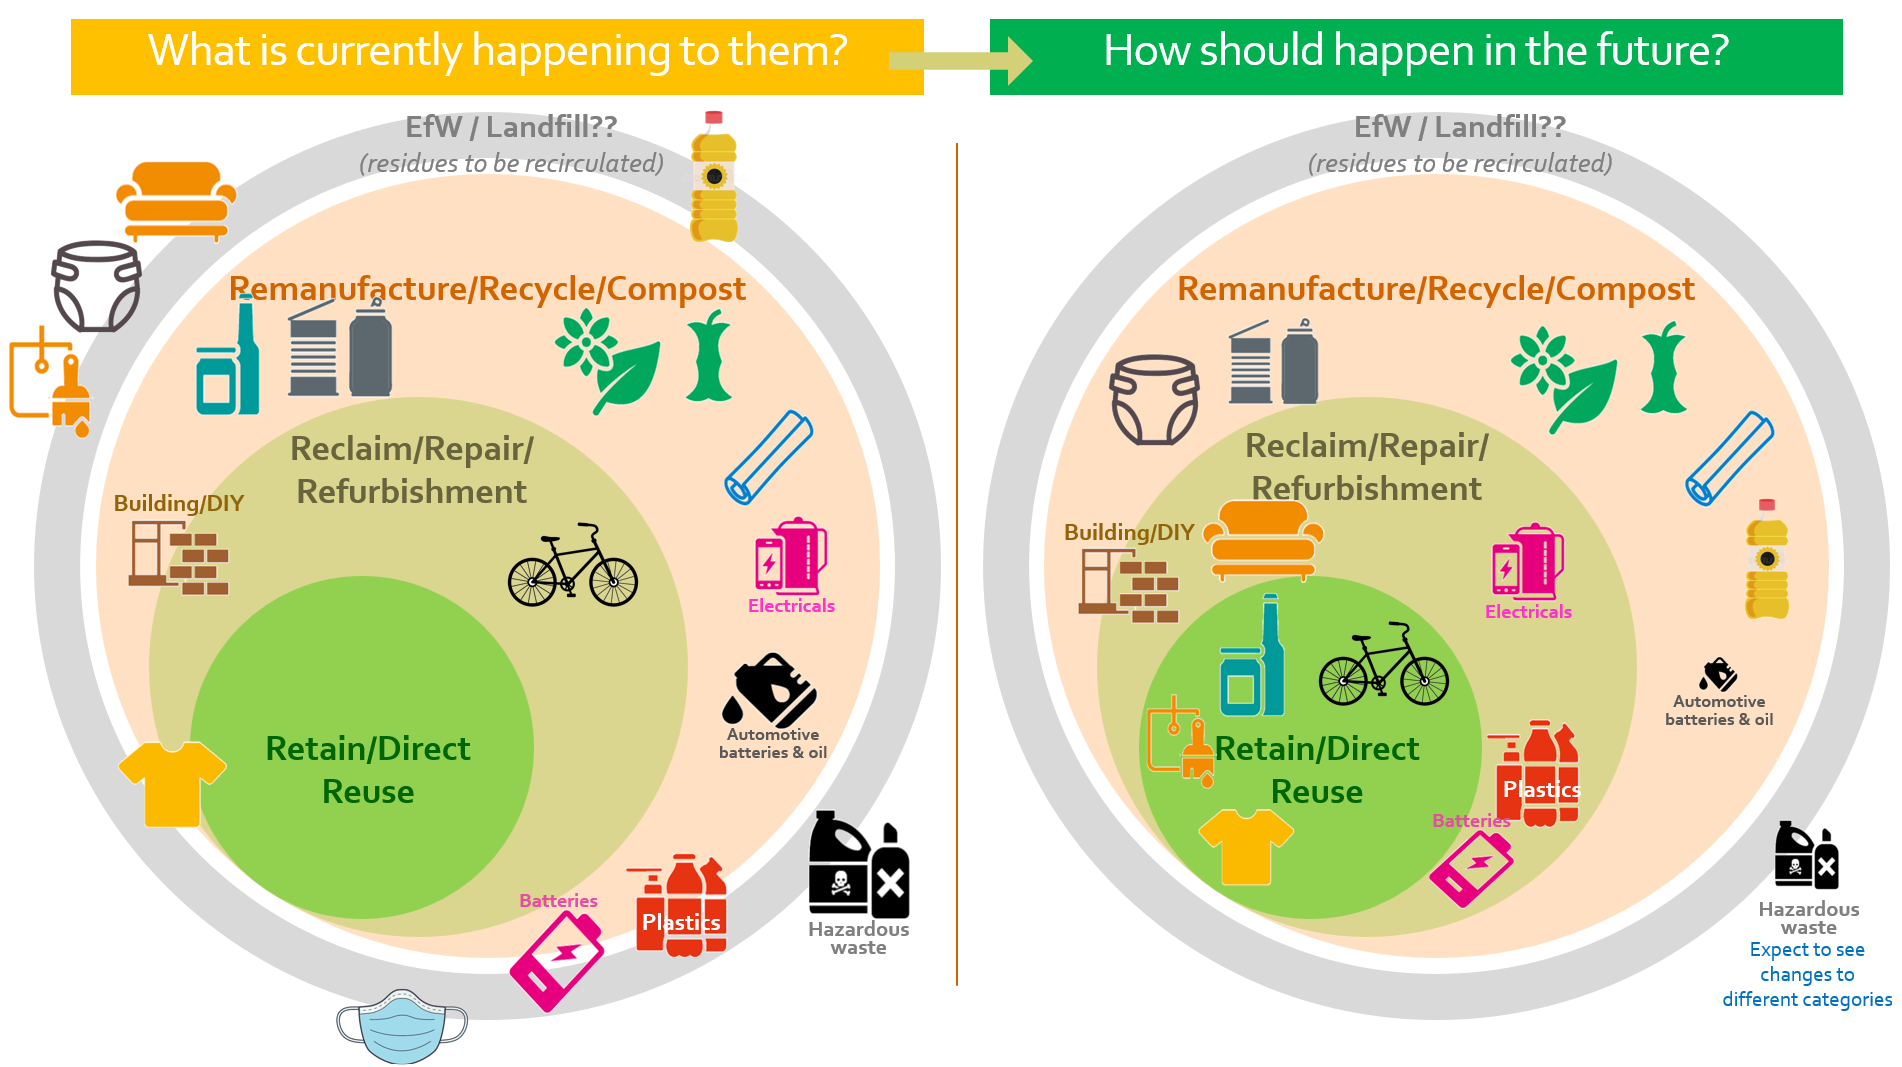 What is currently happening to them?
How should happen in the future?
EfW / Landfill??
(residues to be recirculated)
Remanufacture/Recycle/Compost
Reclaim/Repair/
Refurbishment
Building/DIY
Electricals
Retain/Direct
Reuse
Automotive
batteries & oil
Batteries
Plastics
Hazardous
waste
EfW / Landfill??
(residues to be recirculated)
Remanufacture/Recycle/Compost
Reclaim/Repair/
Refurbishment
Building/DIY
Electricals
Automotive
batteries & oil
Retain/Direct
Reuse
Plastics
Batteries
Hazardous
waste
Expect to see
changes to
different categories